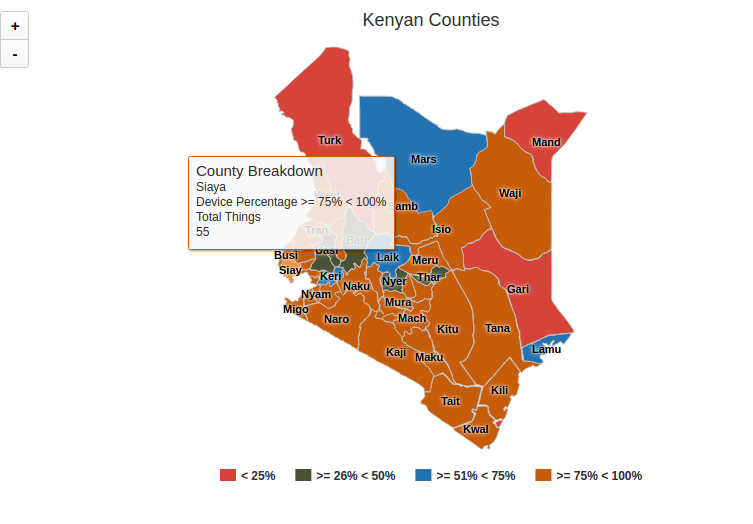 Kenyan Counties
+
-
Turk
Mand
Mars
County Breakdown
Siaya
Device Percentage >= 75% < 100%
Total Things
55
Waji
West
amb
Tran
Isio
Bari
Uasi
Busi
Laik
Meru
Siay
Keri
Nyer
Thar
Naku
Gari
Nyam
Mura
Migo
Naro
Mach
Kitu
Tana
Kaji
Maku
Lamu
Kili
Tait
Kwal
< 25%
>= 26% < 50%
>= 51% < 75%
>= 75% < 100%